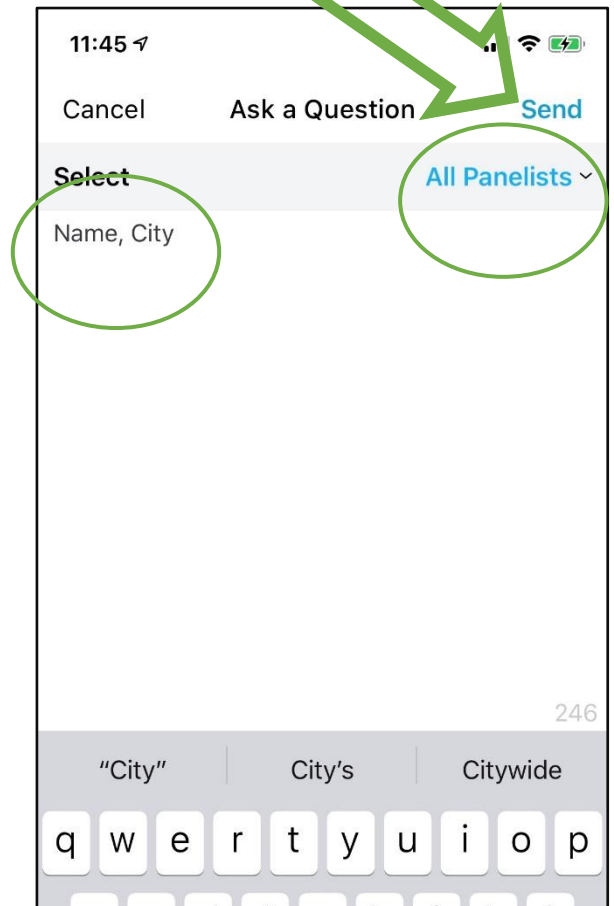 11:45
Cancel Ask a Question Send
Select All Panelists
Name, City
246
“City” City's Citywide
q w e r t y u i o p